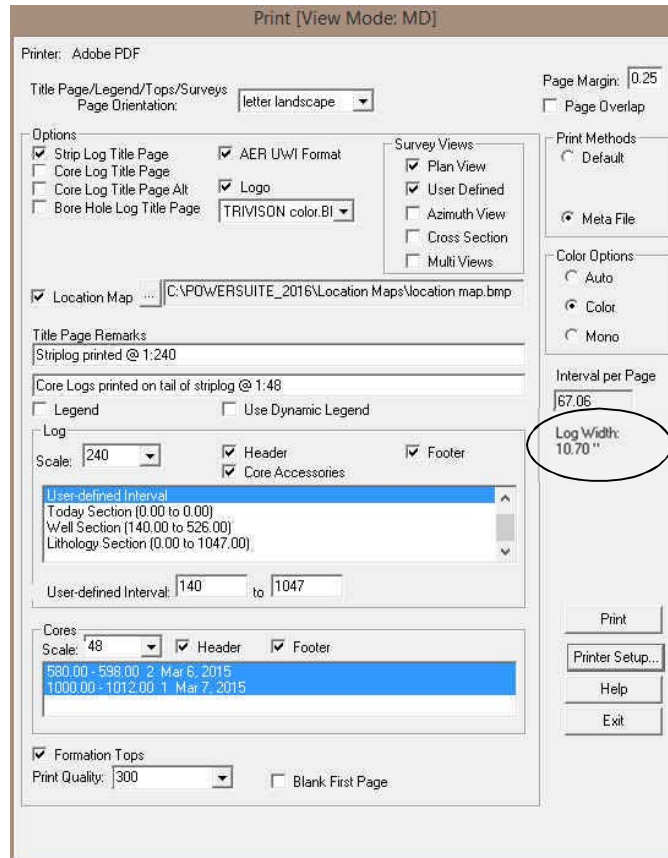 Print [View Mode: MD]
Printer: Adobe PDF
Title Page/Legend/Tops/Surveys
Page Orientation:
letter landscape
Page Margin: 0.25
Page Overlap
Options
Strip Log Title Page
Core Log Title Page
Core Log Title Page Alt
Bore Hole Log Title Page
AER UWI Format
Logo
TRIVISON color.BI
Survey Views
Plan View
User Defined
Azimuth View
Cross Section
Multi Views
Print Methods
Default
Meta File
Color Options
Auto
Color
Mono
Location Map ... C:\POWERSUITE_2016\Location Maps\location map.bmp
Title Page Remarks
Striplog printed @ 1:240
Core Logs printed on tail of striplog @ 1:48
Legend
Use Dynamic Legend
Interval per Page
67.06
Log Width:
10.70 "
Log
Scale: 240
Header
Footer
Core Accessories
User-defined Interval
Today Section (0.00 to 0.00)
Well Section (140.00 to 526.00)
Lithology Section (0.00 to 1047.00)
User-defined Interval: 140 to 1047
Cores
Scale: 48
Header
Footer
580.00 - 598.00 2 Mar 6, 2015
1000.00 - 1012.00 1 Mar 7, 2015
Print
Printer Setup...
Help
Exit
Formation Tops
Print Quality: 300
Blank First Page